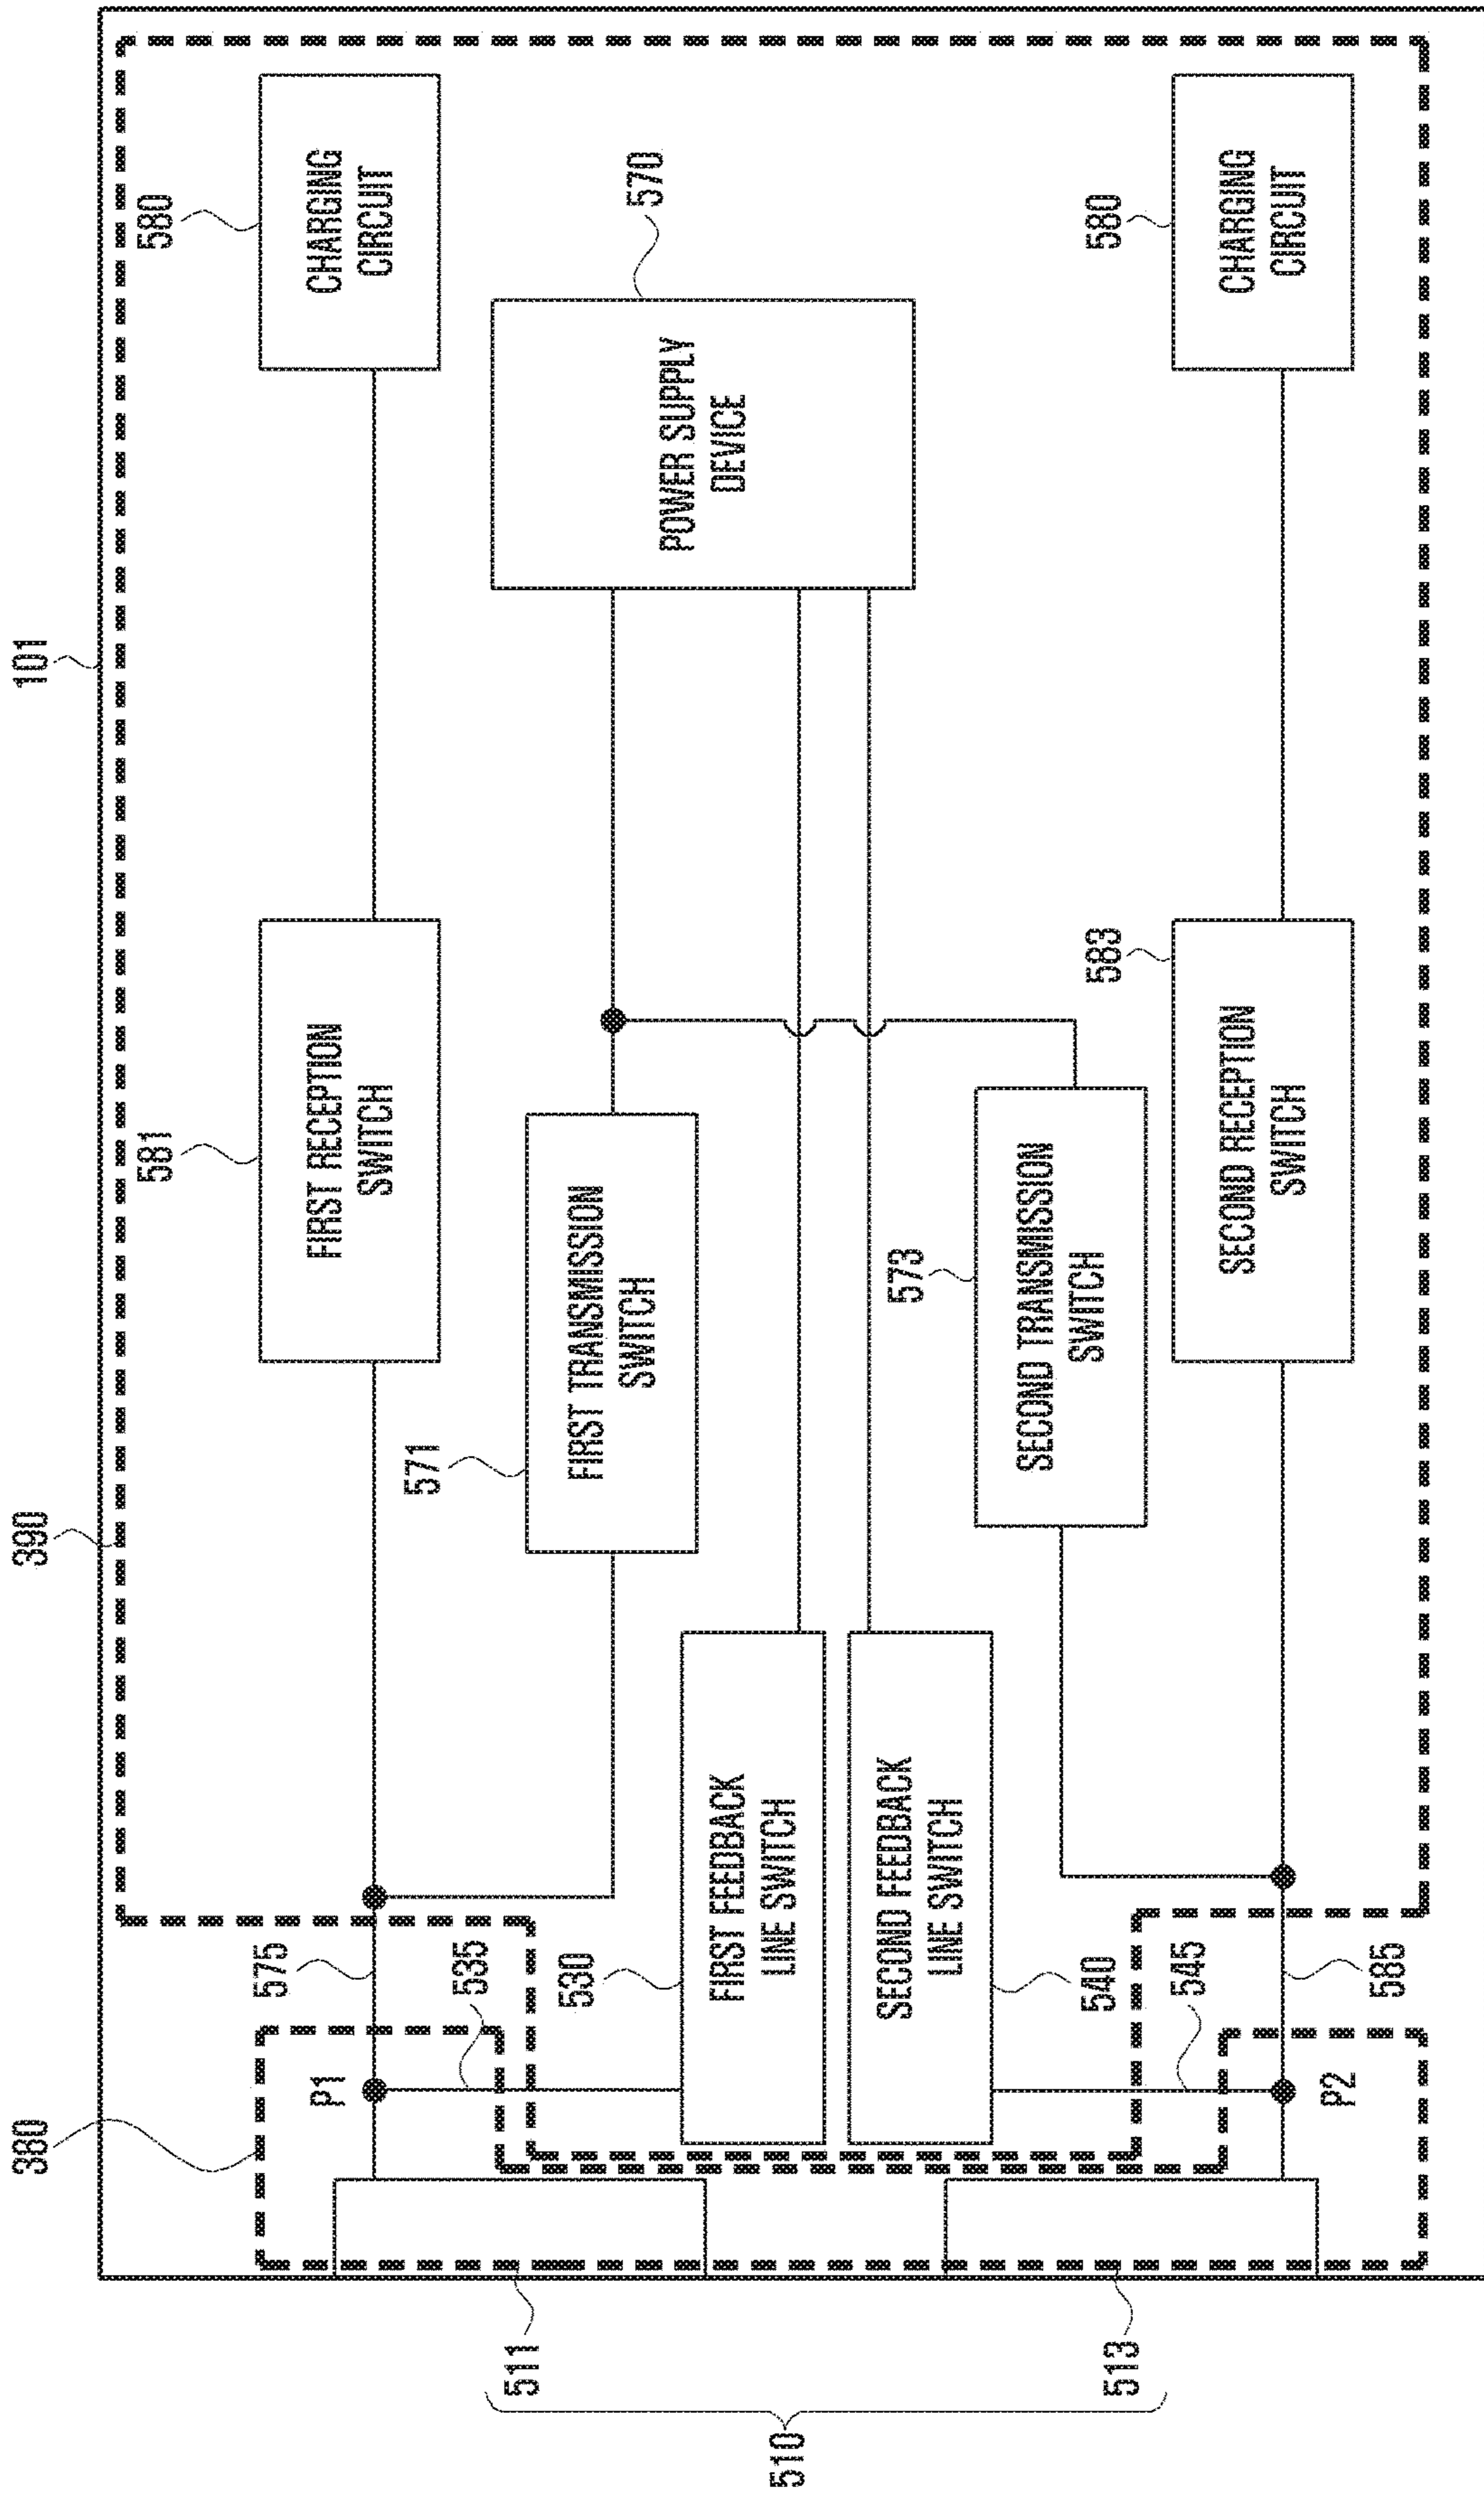 101
390
380
580
CHARGING
CIRCUIT
581
FIRST RECEPTION
SWITCH
575
P1
535
570
POWER SUPPLY
DEVICE
571
FIRST TRANSMISSION
SWITCH
530
FIRST FEEDBACK
LINE SWITCH
SECOND FEEDBACK
LINE SWITCH
540
573
SECOND TRANSMISSION
SWITCH
580
CHARGING
CIRCUIT
583
SECOND RECEPTION
SWITCH
545
585
P2
511
513
510